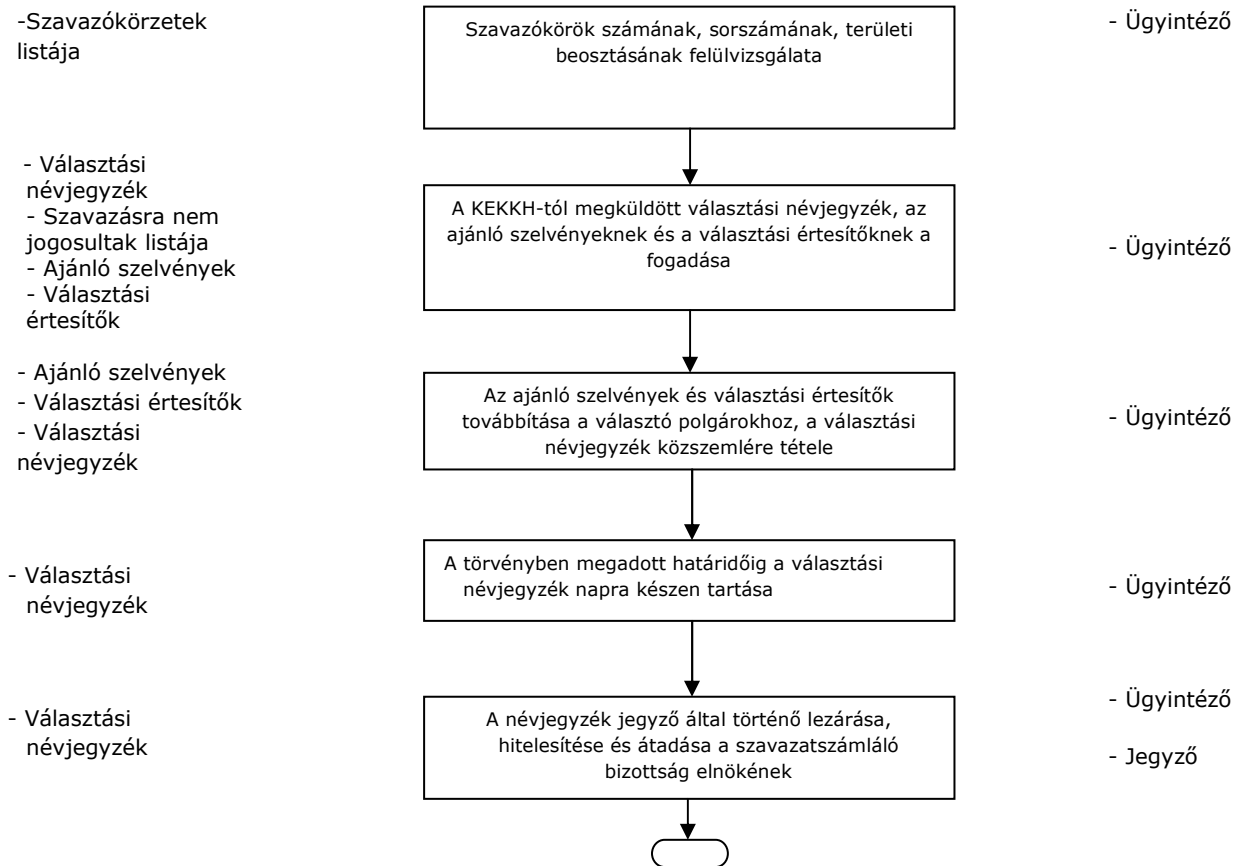 -Szavazókörzetek
listája
Szavazókörök számának, sorszámának, területi
beosztásának felülvizsgálata
- Ügyintéző
- Választási
névjegyzék
- Szavazásra nem
jogosultak listája
- Ajánló szelvények
- Választási
értesítők
A KEKKH-tól megküldött választási névjegyzék, az
ajánló szelvényeknek és a választási értesítőknek a
fogadása
- Ügyintéző
- Ajánló szelvények
- Választási értesítők
- Választási
névjegyzék
Az ajánló szelvények és választási értesítők
továbbítása a választó polgárokhoz, a választási
névjegyzék közszemlére tétele
- Ügyintéző
- Választási
névjegyzék
A törvényben megadott határidőig a választási
névjegyzék napra készen tartása
- Ügyintéző
- Választási
névjegyzék
A névjegyzék jegyző által történő lezárása,
hitelesítése és átadása a szavazatszámláló
bizottság elnökének
- Ügyintéző
- Jegyző